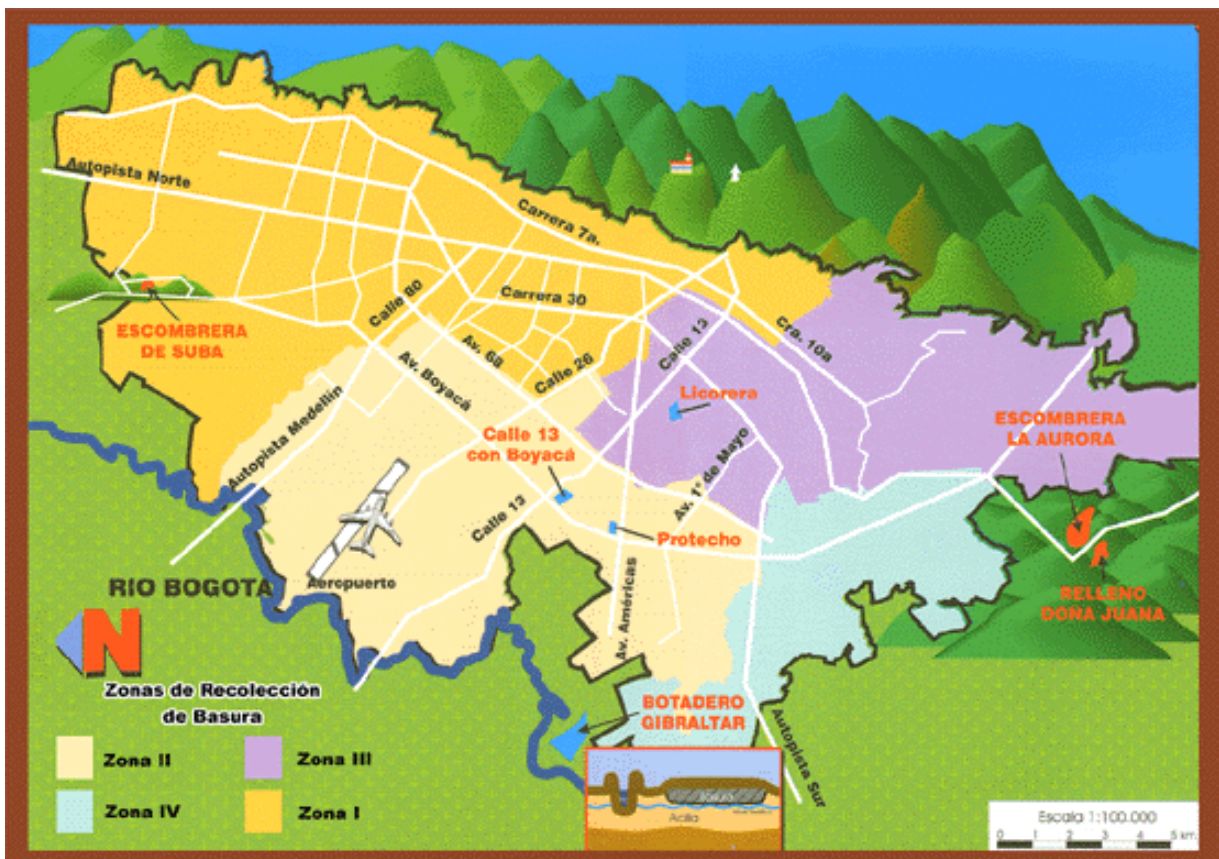 Autopista Norte
Carrera 7a.
ESCOMBRERA
DE SUBA
Calle 80
Carrera 30
Av. 68
Calle 26
Av. Boyacá
Calle 13
Cra. 10a
Licorera
ESCOMBRERA
LA AURORA
Autopista Medellín
Calle 13
con Boyacá
Av. 1º de Mayo
Calle 13
Protecho
Aeropuerto
RIO BOGOTA
Av. Américas
RELLENO
DOÑA JUANA
N
Zonas de Recolección
de Basura
BOTADERO
GIBRALTAR
Autopista Sur
Zona II
Zona III
Zona IV
Zona I
Escala 1:100.000
0 1 2 3 4 5 km.